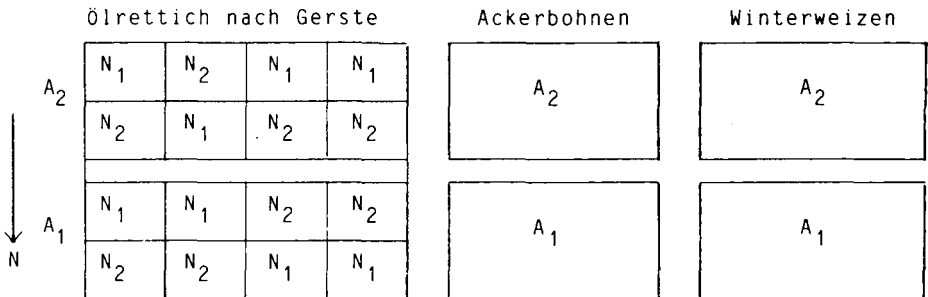 Ölrettich nach Gerste Ackerbohnen Winterweizen
A2 N1 N2 N1 N1 A2 A2
N2 N1 N2 N2
A1 N1 N1 N2 N2 A1 A1
N N2 N2 N1 N1